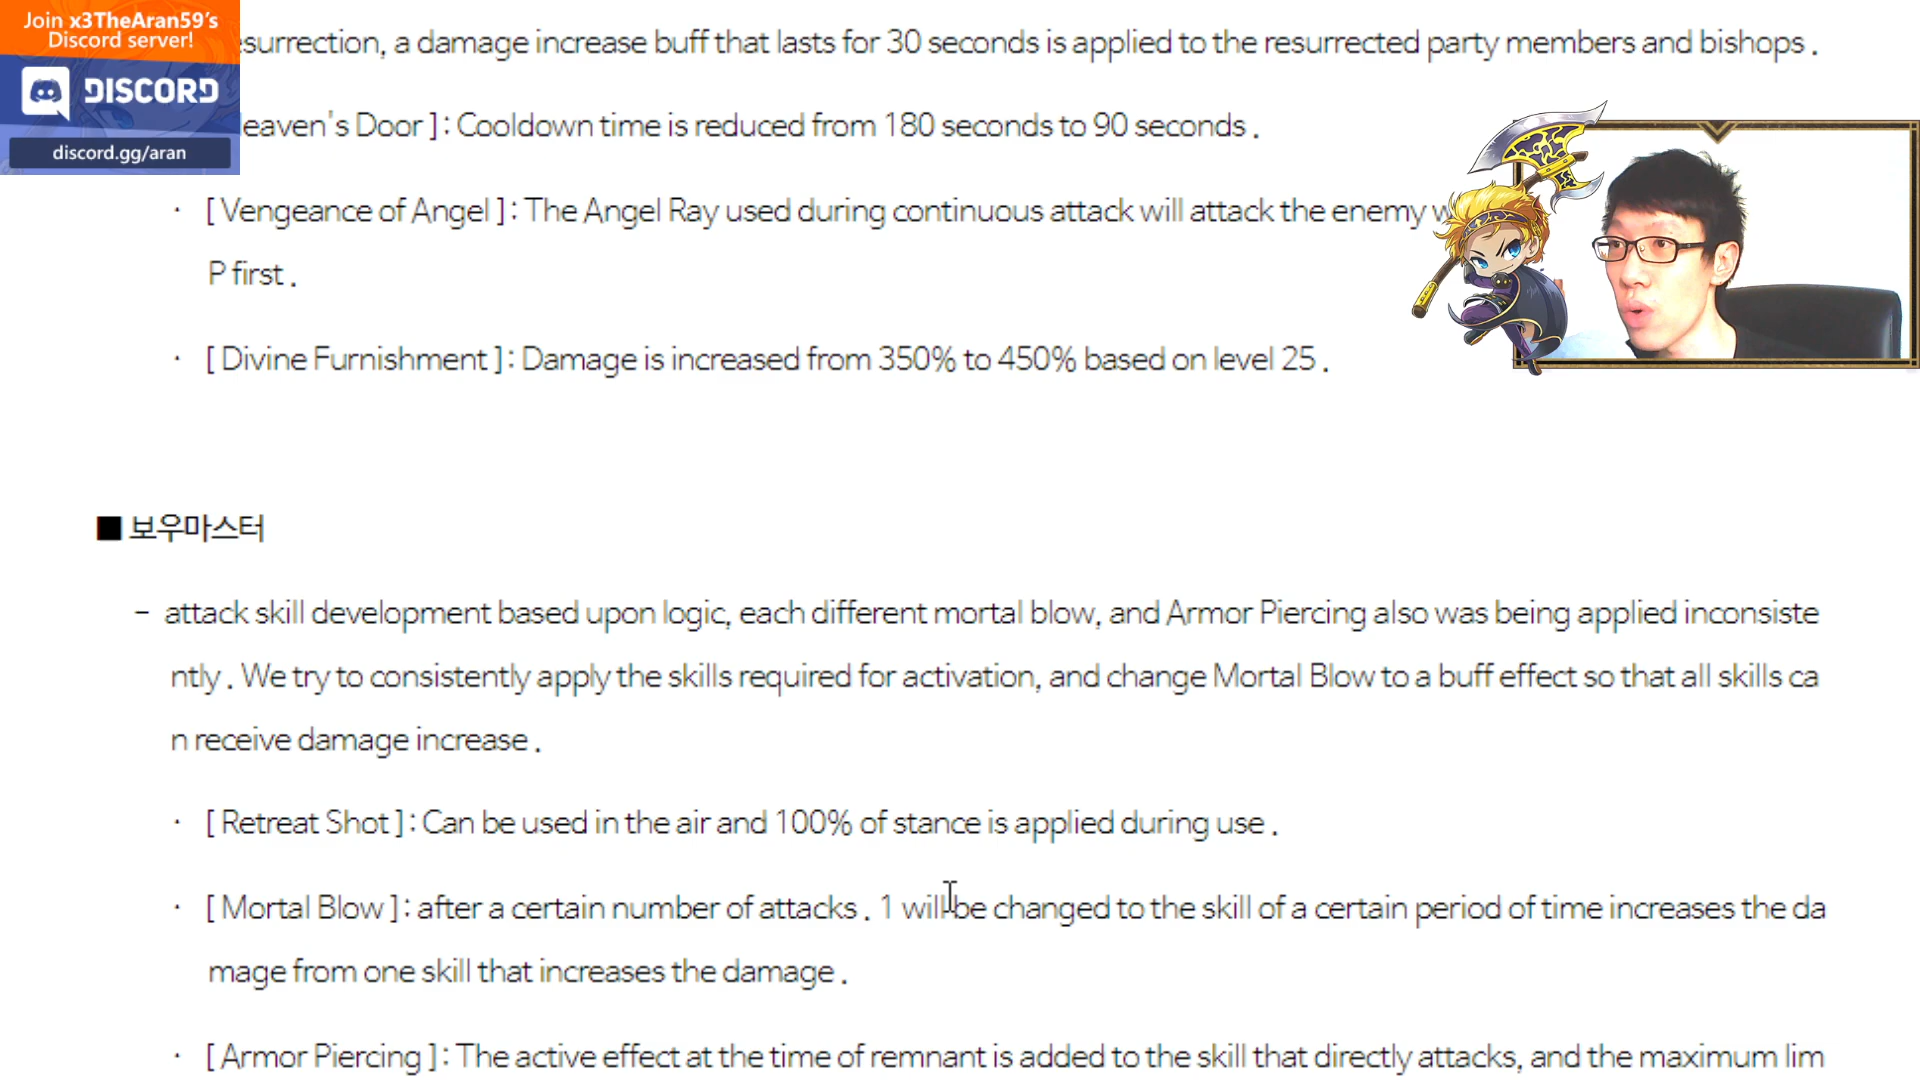 Join x3TheAran59's
Discord server!
DISCORD
discord.gg/aran
esurrection, a damage increase buff that lasts for 30 seconds is applied to the resurrected party members and bishops .
eaven's Door ] : Cooldown time is reduced from 180 seconds to 90 seconds .
· [ Vengeance of Angel ] : The Angel Ray used during continuous attack will attack the enemy w
P first .
· [ Divine Furnishment ] : Damage is increased from 350% to 450% based on level 25 .
■ 보우마스터
– attack skill development based upon logic, each different mortal blow, and Armor Piercing also was being applied inconsiste
ntly . We try to consistently apply the skills required for activation, and change Mortal Blow to a buff effect so that all skills ca
n receive damage increase .
· [ Retreat Shot ] : Can be used in the air and 100% of stance is applied during use .
· [ Mortal Blow ] : after a certain number of attacks . 1 will be changed to the skill of a certain period of time increases the da
mage from one skill that increases the damage .
· [ Armor Piercing ] : The active effect at the time of remnant is added to the skill that directly attacks, and the maximum lim